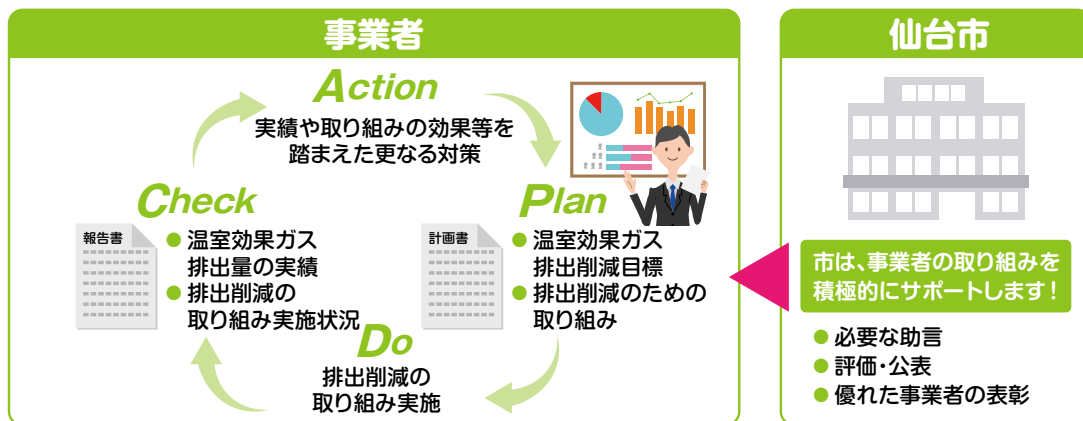 事業者
Action
実績や取り組みの効果等を
踏まえた更なる対策
Plan
計画書
● 温室効果ガス
排出削減目標
● 排出削減のための
取り組み
Do
排出削減の
取り組み実施
Check
報告書
● 温室効果ガス
排出量の実績
● 排出削減の
取り組み実施状況
仙台市
市は、事業者の取り組みを
積極的にサポートします！
● 必要な助言
● 評価・公表
● 優れた事業者の表彰